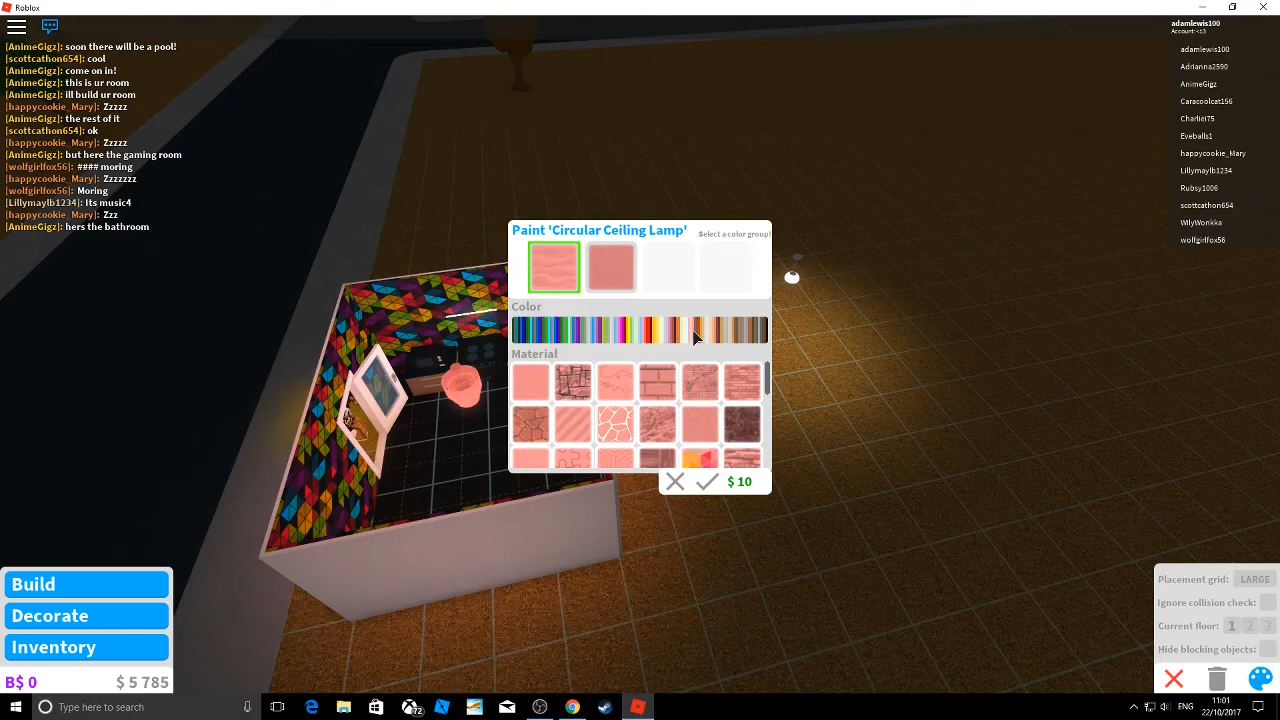 Roblox
[AnimeGigz]: soon there will be a pool!
[scottcathon654]: cool
[AnimeGigz]: come on in!
[AnimeGigz]: this is ur room
[AnimeGigz]: ill build ur room
[happycookie_Mary]: Zzzzz
[AnimeGigz]: the rest of it
[scottcathon654]: ok
[happycookie_Mary]: Zzzzz
[AnimeGigz]: but here the gaming room
[wolfgirlfox56]: #### moring
[happycookie_Mary]: Zzzzzzz
[wolfgirlfox56]: Moring
[Lillymaylb1234]: Its music4
[happycookie_Mary]: Zzz
[AnimeGigz]: hers the bathroom
adamlewis100
Account: <13
adamlewis100
Adrianna2590
AnimeGigz
Caracoolcat156
Charliei75
Eveballs1
happycookie_Mary
Lillymaylb1234
Rubsy1006
scottcathon654
WilyWonkka
wolfgirlfox56
Paint 'Circular Ceiling Lamp'
Select a color group!
Color
Material
$ 10
Build
Decorate
Inventory
B$ 0
$ 5 785
Placement grid: LARGE
Ignore collision check:
Current floor: 1 2 3
Hide blocking objects:
Type here to search
72
ENG
11:01
22/10/2017